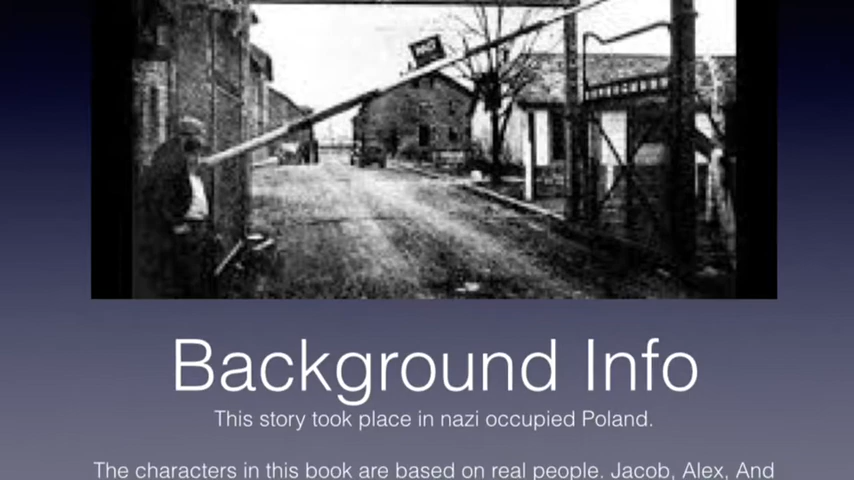 HALT
Background Info
This story took place in nazi occupied Poland.
The characters in this book are based on real people. Jacob, Alex, And